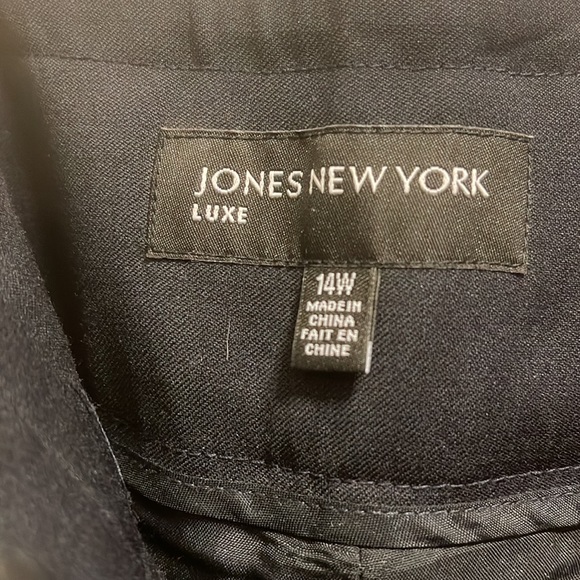 JONES NEW YORK
LUXE
14W
MADE IN
CHINA
FAIT EN
CHINE